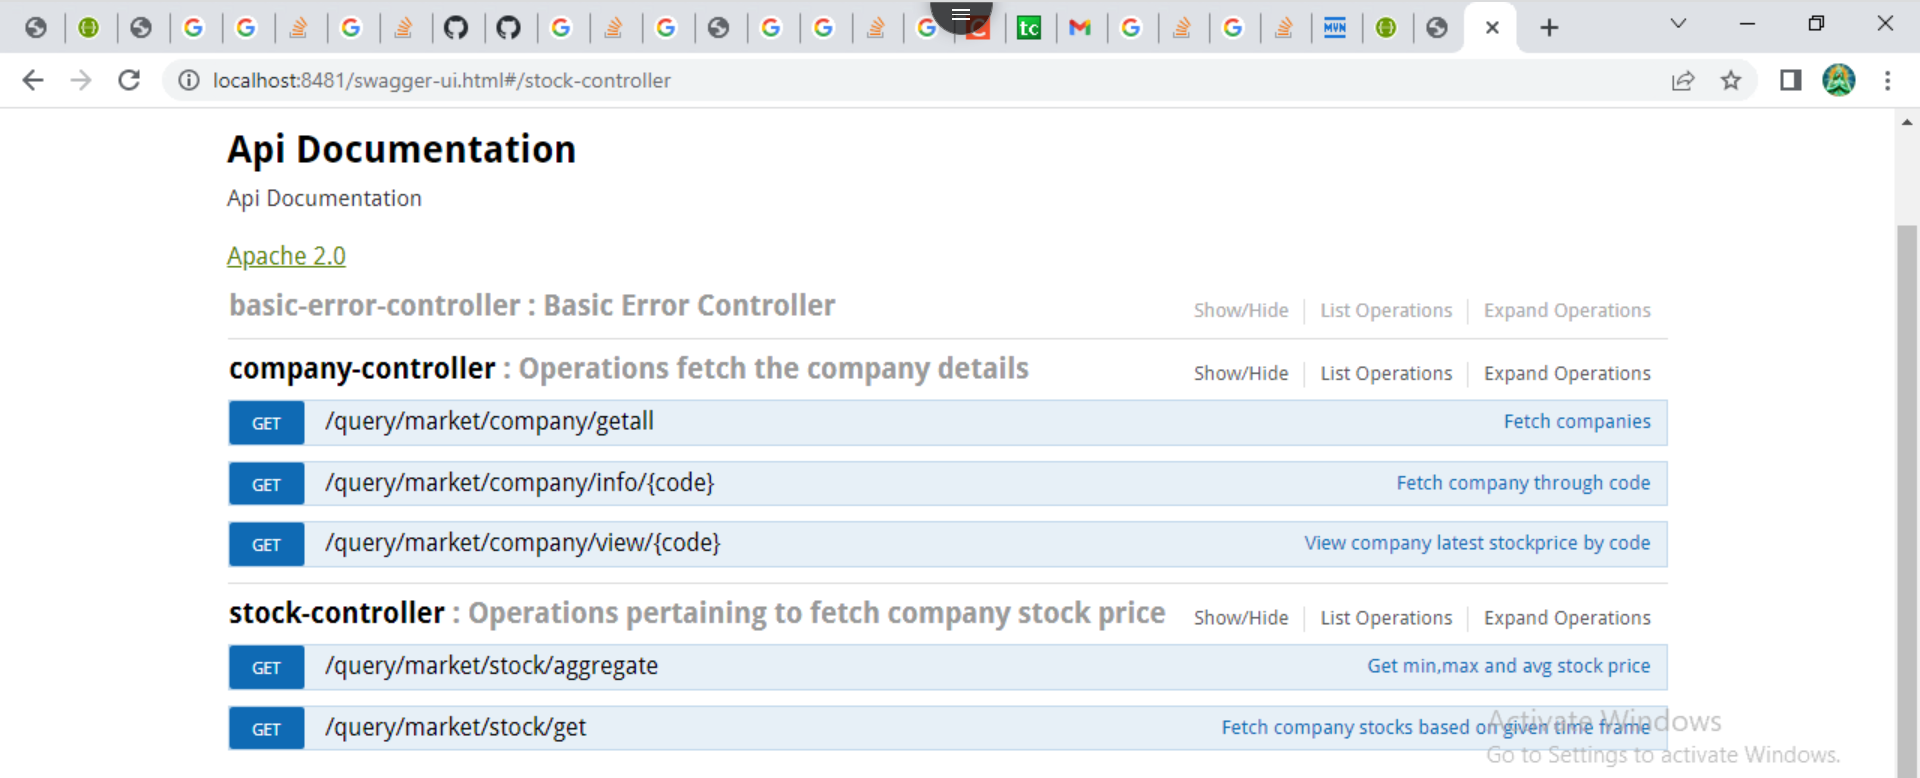 tc
MVN
localhost:8481/swagger-ui.html#/stock-controller
Api Documentation
Api Documentation
Apache 2.0
basic-error-controller : Basic Error Controller Show/Hide List Operations Expand Operations
company-controller : Operations fetch the company details Show/Hide List Operations Expand Operations
GET /query/market/company/getall Fetch companies
GET /query/market/company/info/{code} Fetch company through code
GET /query/market/company/view/{code} View company latest stockprice by code
stock-controller : Operations pertaining to fetch company stock price Show/Hide List Operations Expand Operations
GET /query/market/stock/aggregate Get min,max and avg stock price
GET /query/market/stock/get Fetch company stocks based on given time frame
Activate Windows
Go to Settings to activate Windows.